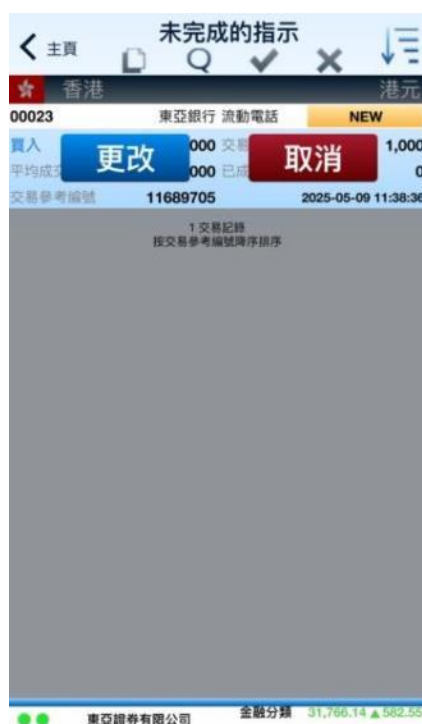 主頁
未完成的指示
香港 港元
00023 東亞銀行 流動電話 NEW
買入 更改 000 取消 1,000
平均成 000 0
交易參考編號 11689705 2025-05-09 11:38:36
1 交易記錄
按交易參考編號降序排序
東亞證券有限公司 金融分類 31,766.14 ▲ 582.55